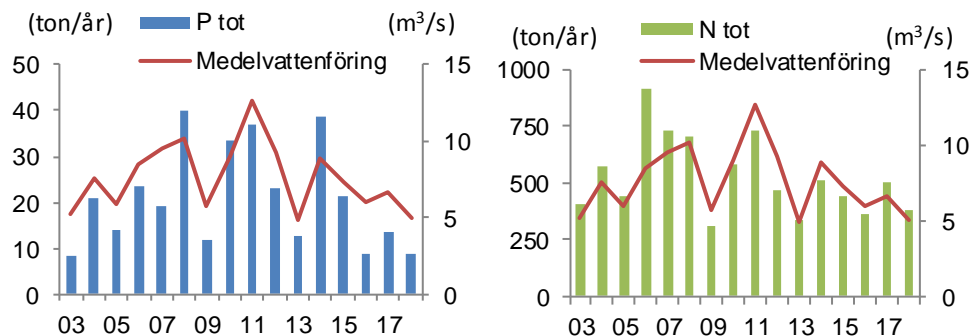 (ton/år) P tot (m³/s)
Medelvattenföring
50 15
40
10
30
20
5
10
0 0
03 05 07 09 11 13 15 17
(ton/år) N tot (m³/s)
Medelvattenföring
1000 15
750
10
500
5
250
0 0
03 05 07 09 11 13 15 17